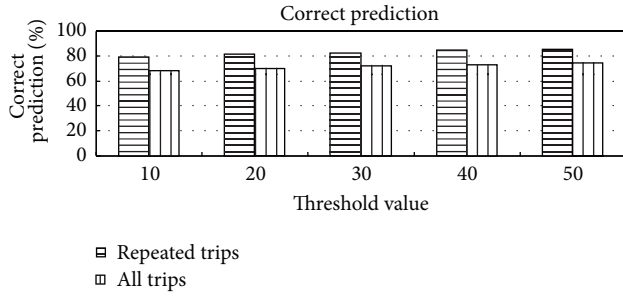 Correct prediction
Correct
prediction (%)
100
80
60
40
20
0
10 20 30 40 50
Threshold value
Repeated trips
All trips